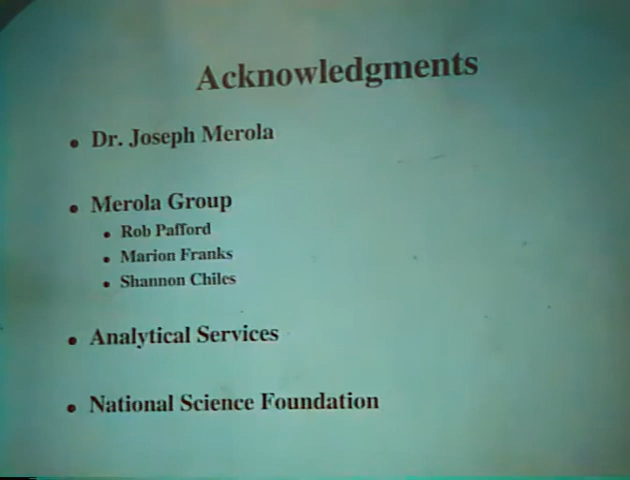 Acknowledgments
• Dr. Joseph Merola
• Merola Group
• Rob Pafford
• Marion Franks
• Shannon Chiles
• Analytical Services
• National Science Foundation